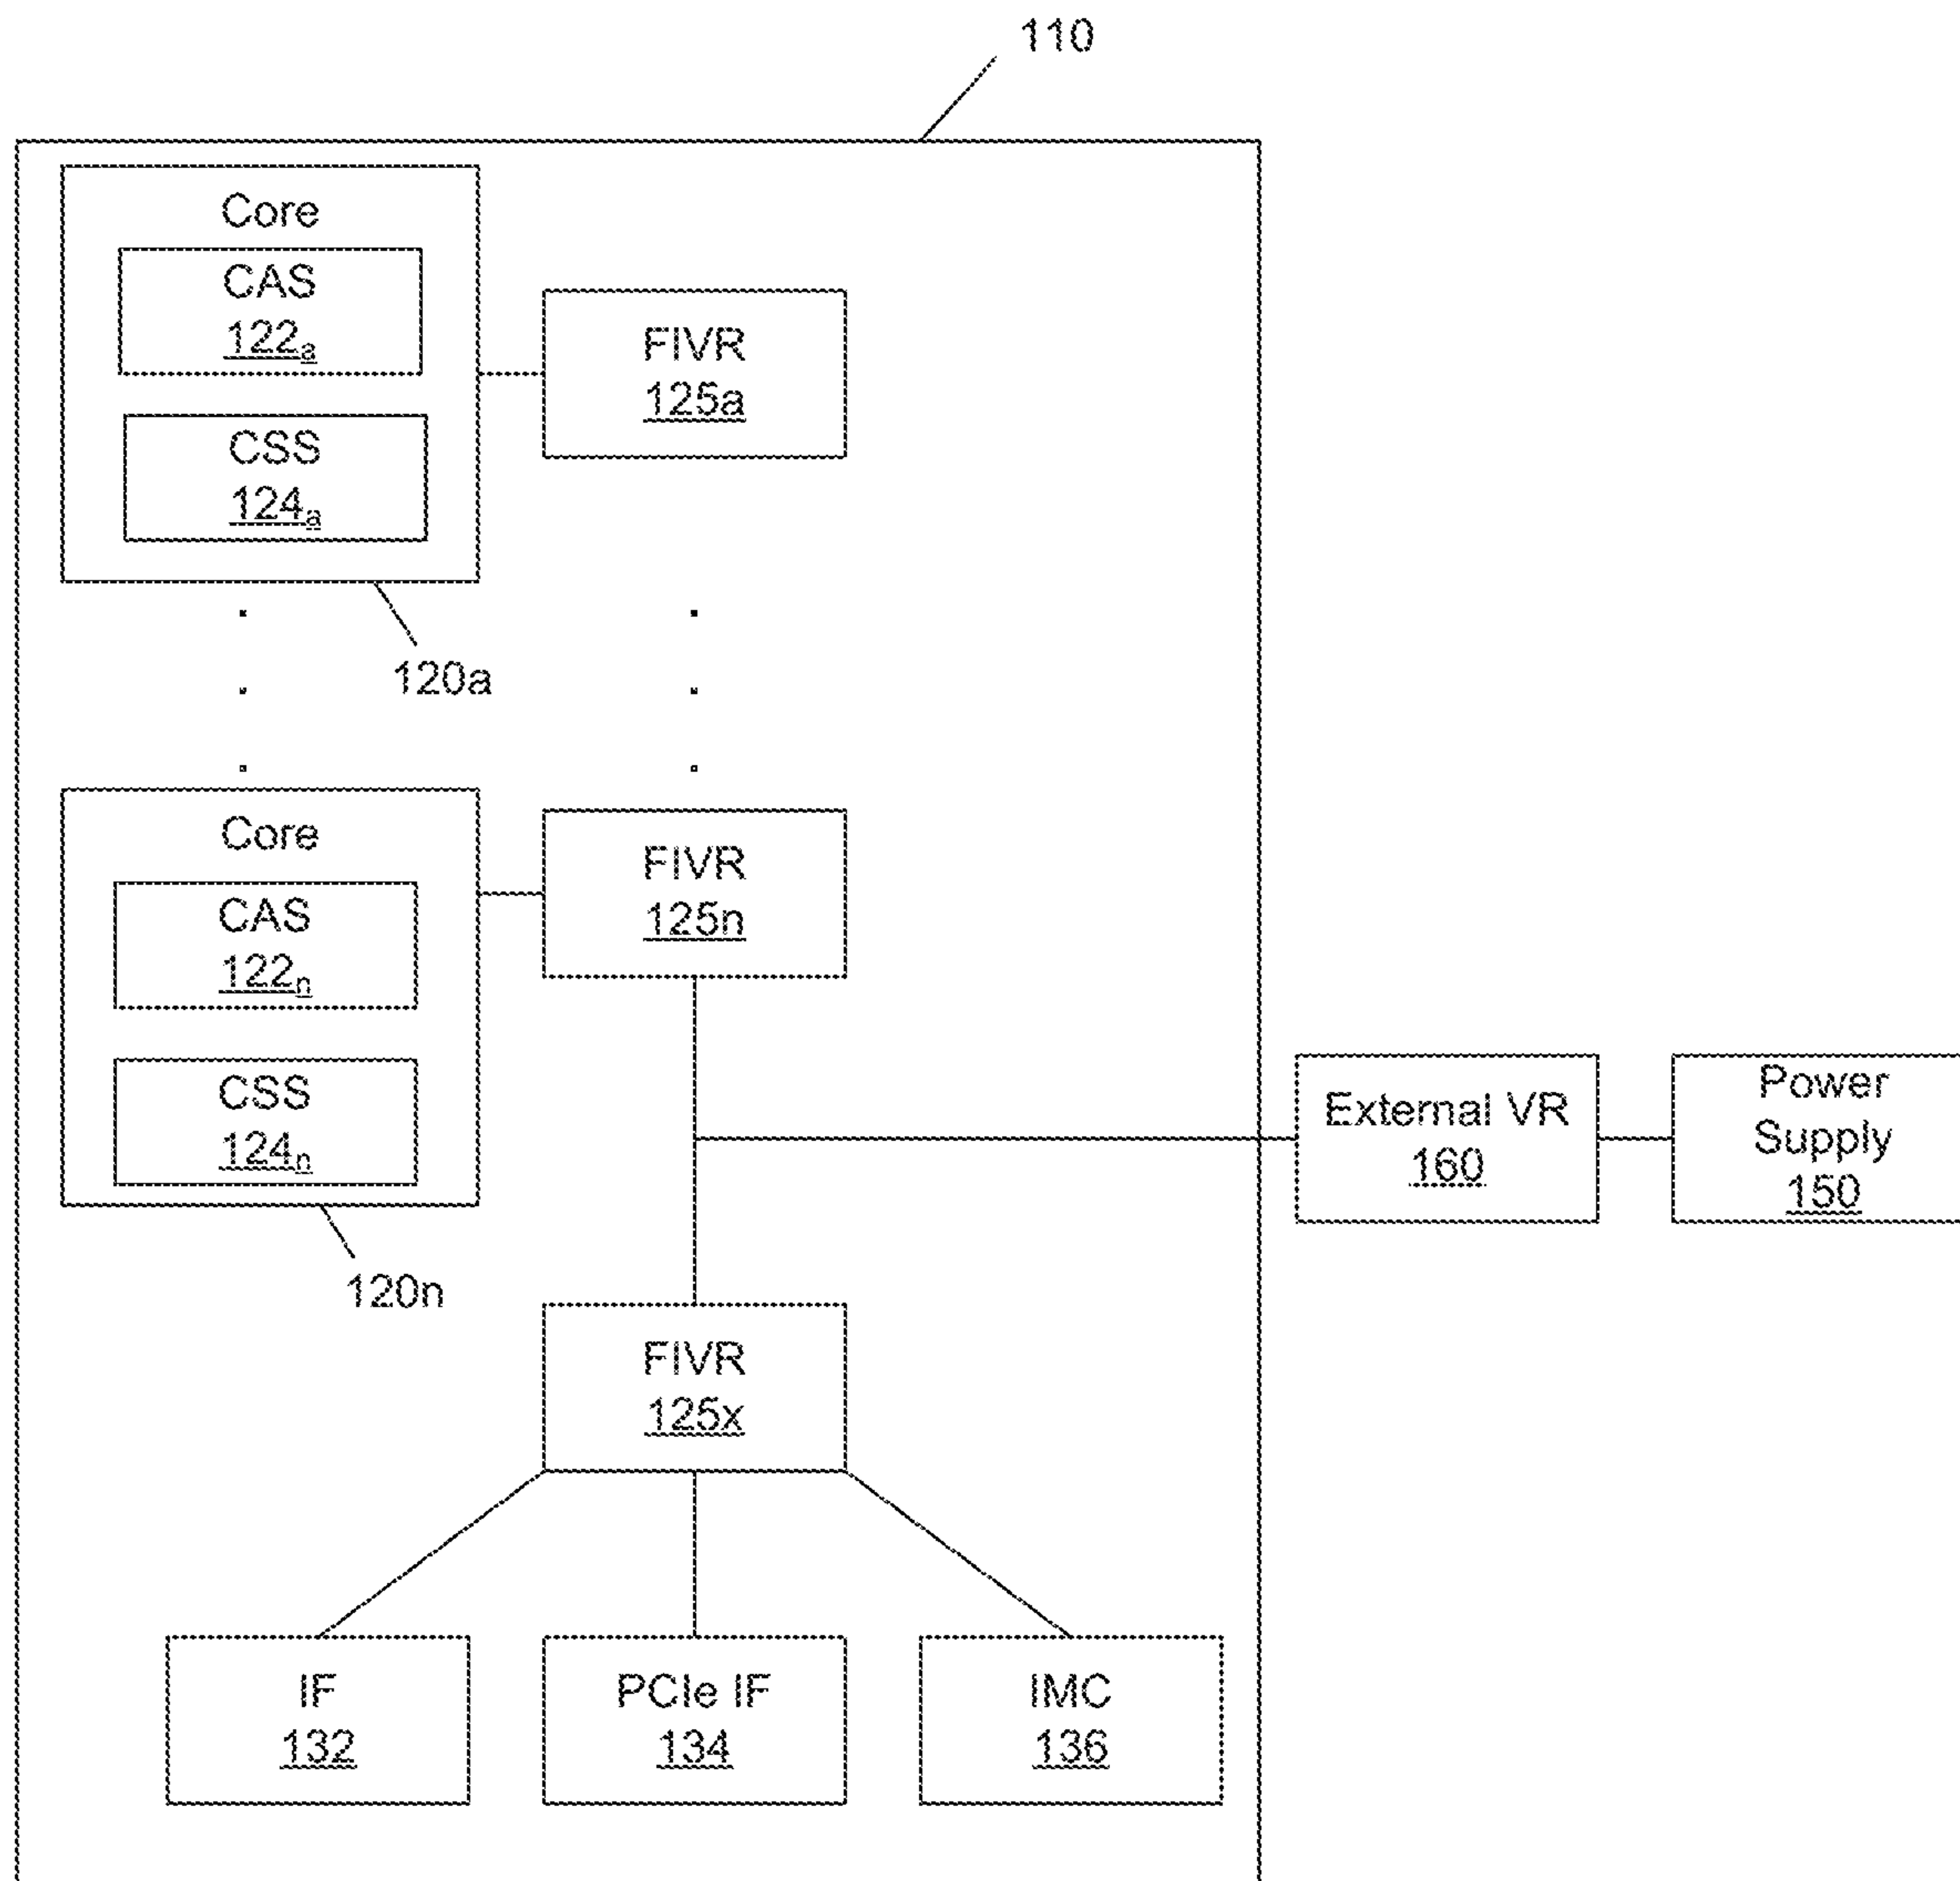 110
Core
CAS
122a
CSS
124a
FIVR
125a
120a
Core
CAS
122n
CSS
124n
FIVR
125n
120n
External VR
160
Power
Supply
150
FIVR
125x
IF
132
PCIe IF
134
IMC
136